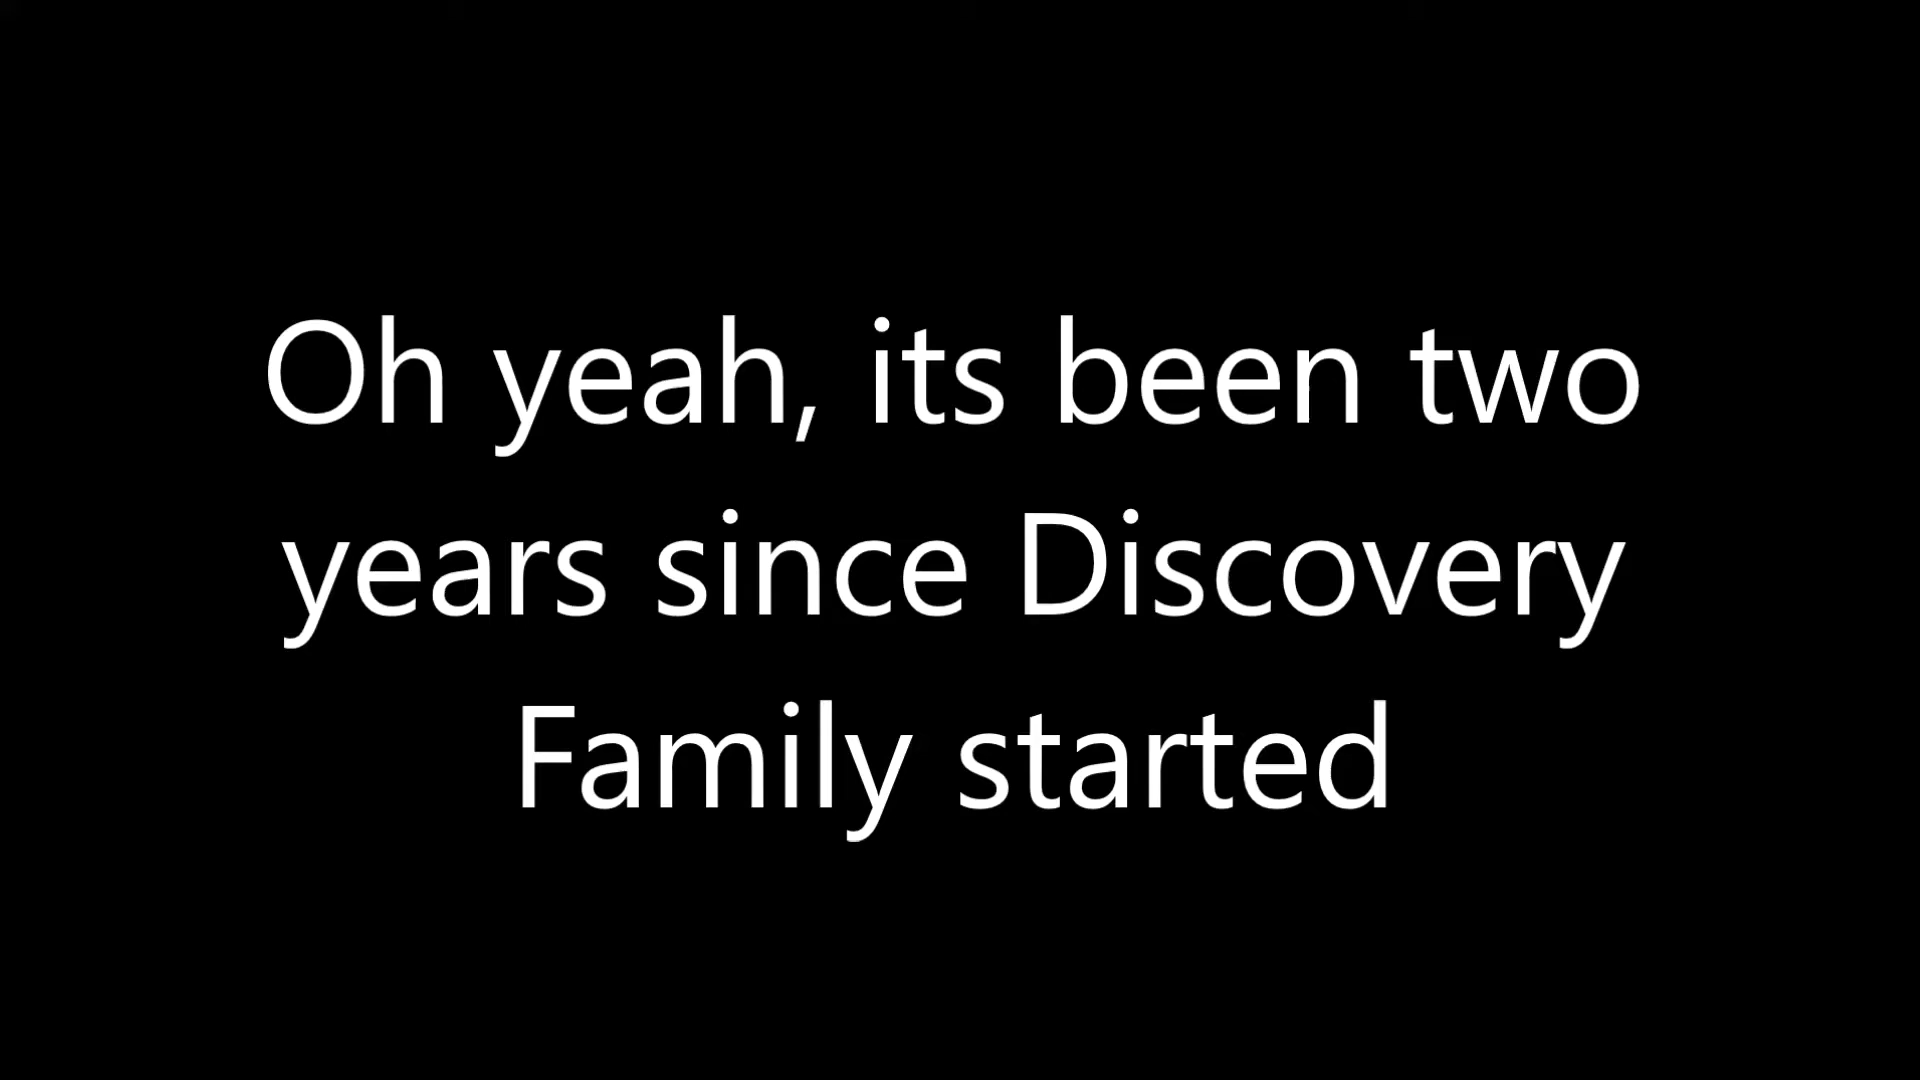 Oh yeah, its been two
years since Discovery
Family started